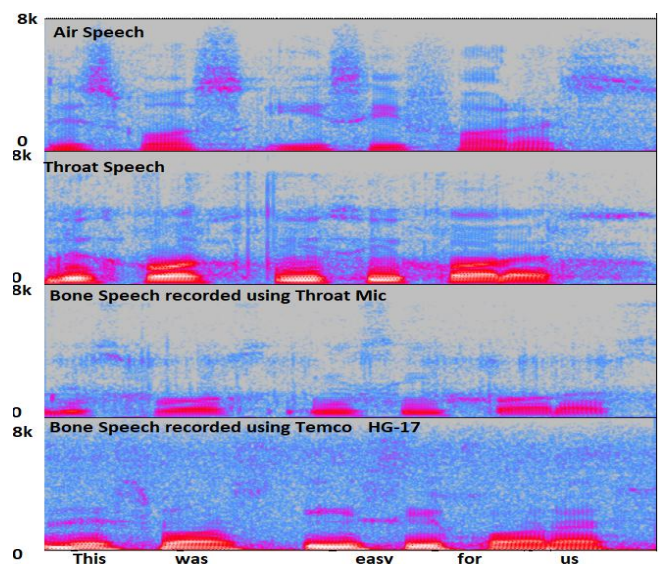 8k
Air Speech
0
8k
Throat Speech
0
8k
Bone Speech recorded using Throat Mic
0
8k
Bone Speech recorded using Temco HG-17
0
This was easy for us